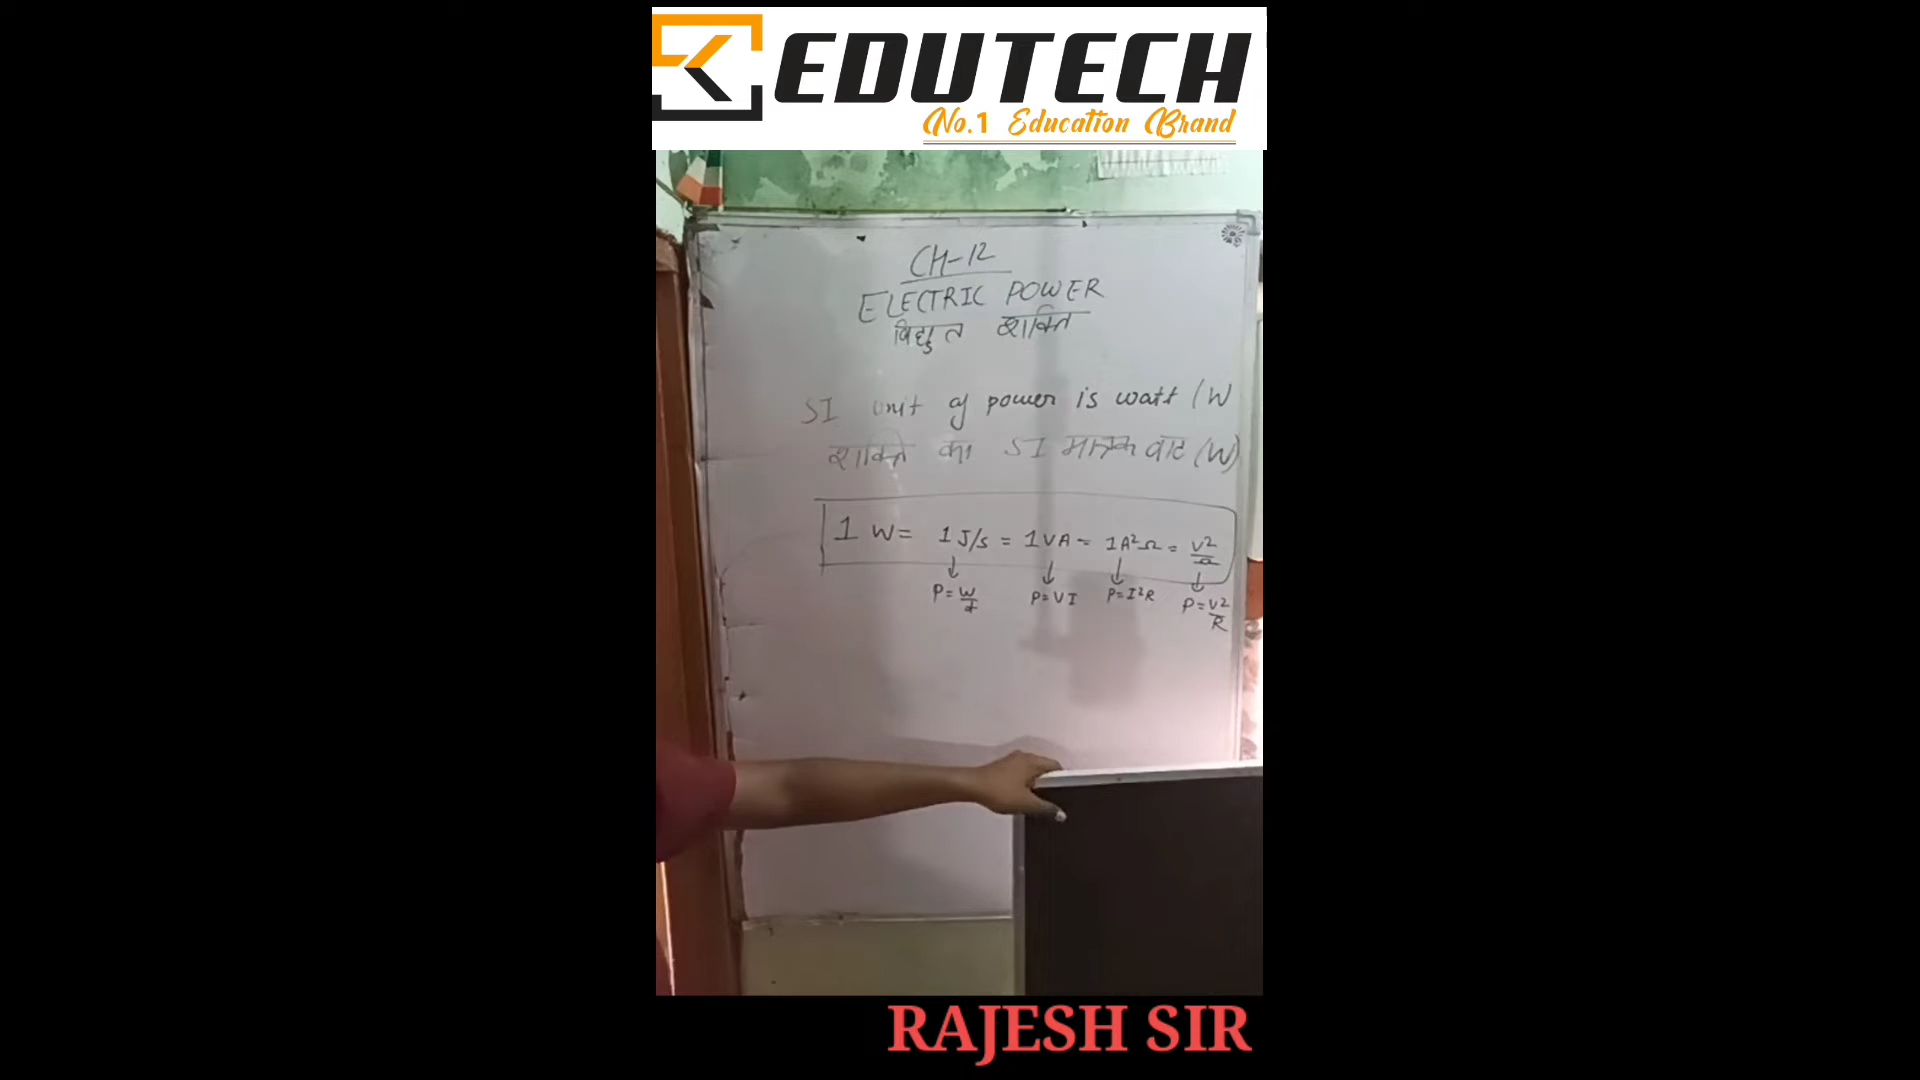 EDUTECH
No.1 Education Brand
CH-12
ELECTRIC POWER
विद्युत शक्ति
SI unit of power is watt (W
शक्ति का SI मात्रक वाट (W)
1 W = 1 J/s = 1 VA = 1 A²Ω = V²/Ω
P = W/t P = VI P = I²R P = V²/R
RAJESH SIR